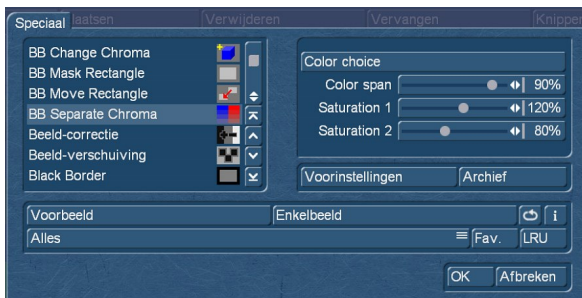 Speciaal laatsen Verwijderen Vervangen Knippe
BB Change Chroma
BB Mask Rectangle
BB Move Rectangle
BB Separate Chroma
Beeld-correctie
Beeld-verschuiving
Black Border
Color choice
Color span 90%
Saturation 1 120%
Saturation 2 80%
Voorinstellingen Archief
Voorbeeld Enkelbeeld i
Alles Fav. LRU
OK Afbreken